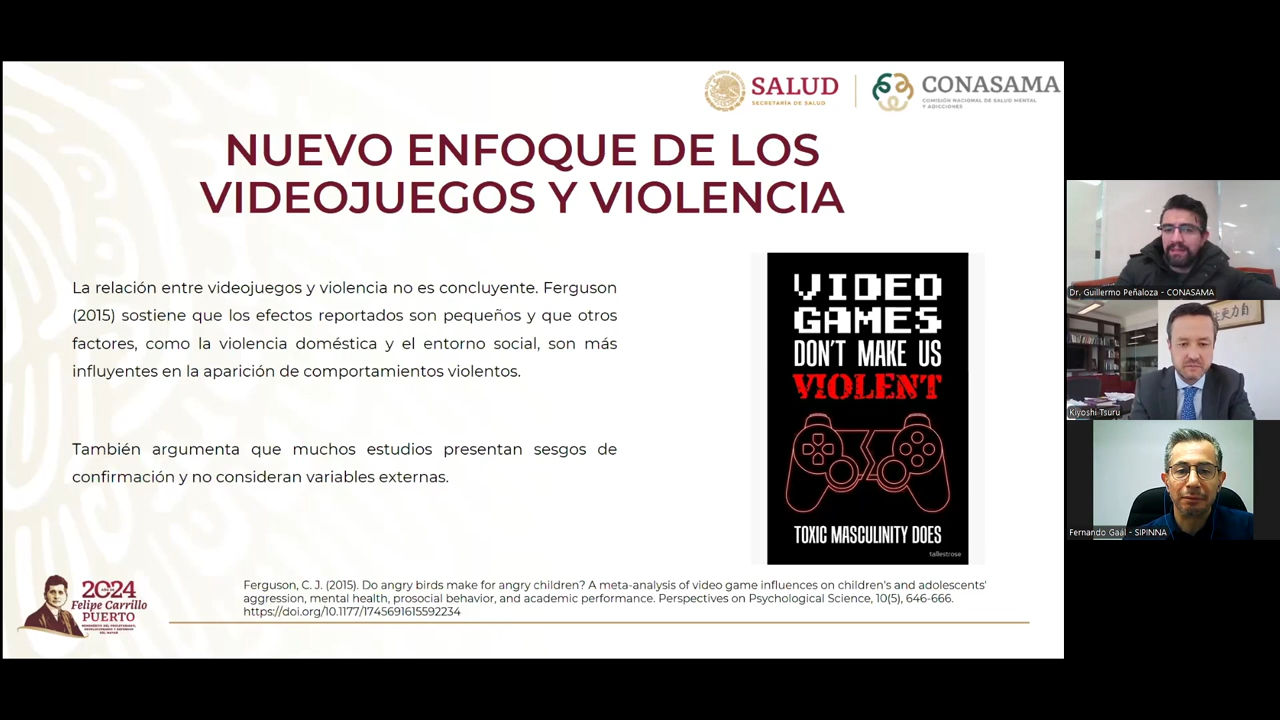 SALUD
SECRETARÍA DE SALUD
CONASAMA
COMISIÓN NACIONAL DE SALUD MENTAL
Y ADICCIONES
NUEVO ENFOQUE DE LOS
VIDEOJUEGOS Y VIOLENCIA
La relación entre videojuegos y violencia no es concluyente. Ferguson
(2015) sostiene que los efectos reportados son pequeños y que otros
factores, como la violencia doméstica y el entorno social, son más
influyentes en la aparición de comportamientos violentos.
También argumenta que muchos estudios presentan sesgos de
confirmación y no consideran variables externas.
VIDEO
GAMES
DON'T MAKE US
VIOLENT
TOXIC MASCULINITY DOES
tallestrose
Ferguson, C. J. (2015). Do angry birds make for angry children? A meta-analysis of video game influences on children's and adolescents'
aggression, mental health, prosocial behavior, and academic performance. Perspectives on Psychological Science, 10(5), 646-666.
https://doi.org/10.1177/1745691615592234
2024
Felipe Carrillo
PUERTO
Dr. Guillermo Peñaloza - CONASAMA
Kiyoshi Tsuru
Fernando Gaál - SIPINNA